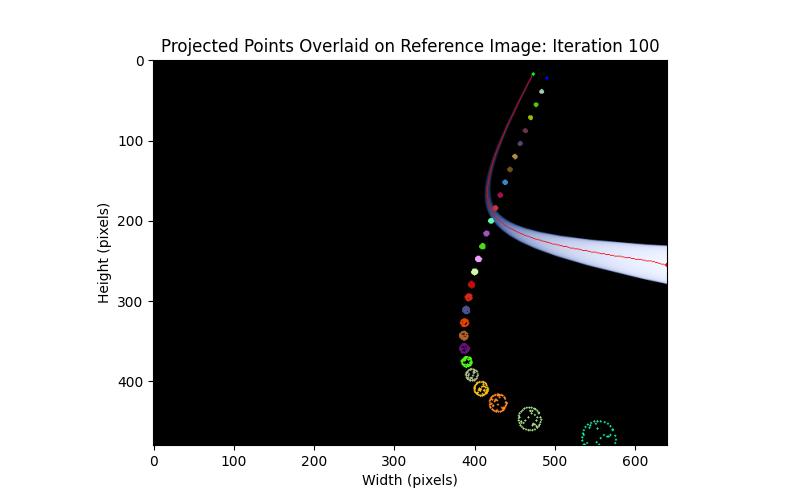 Projected Points Overlaid on Reference Image: Iteration 100
0
100
200
300
400
Height (pixels)
0 100 200 300 400 500 600
Width (pixels)